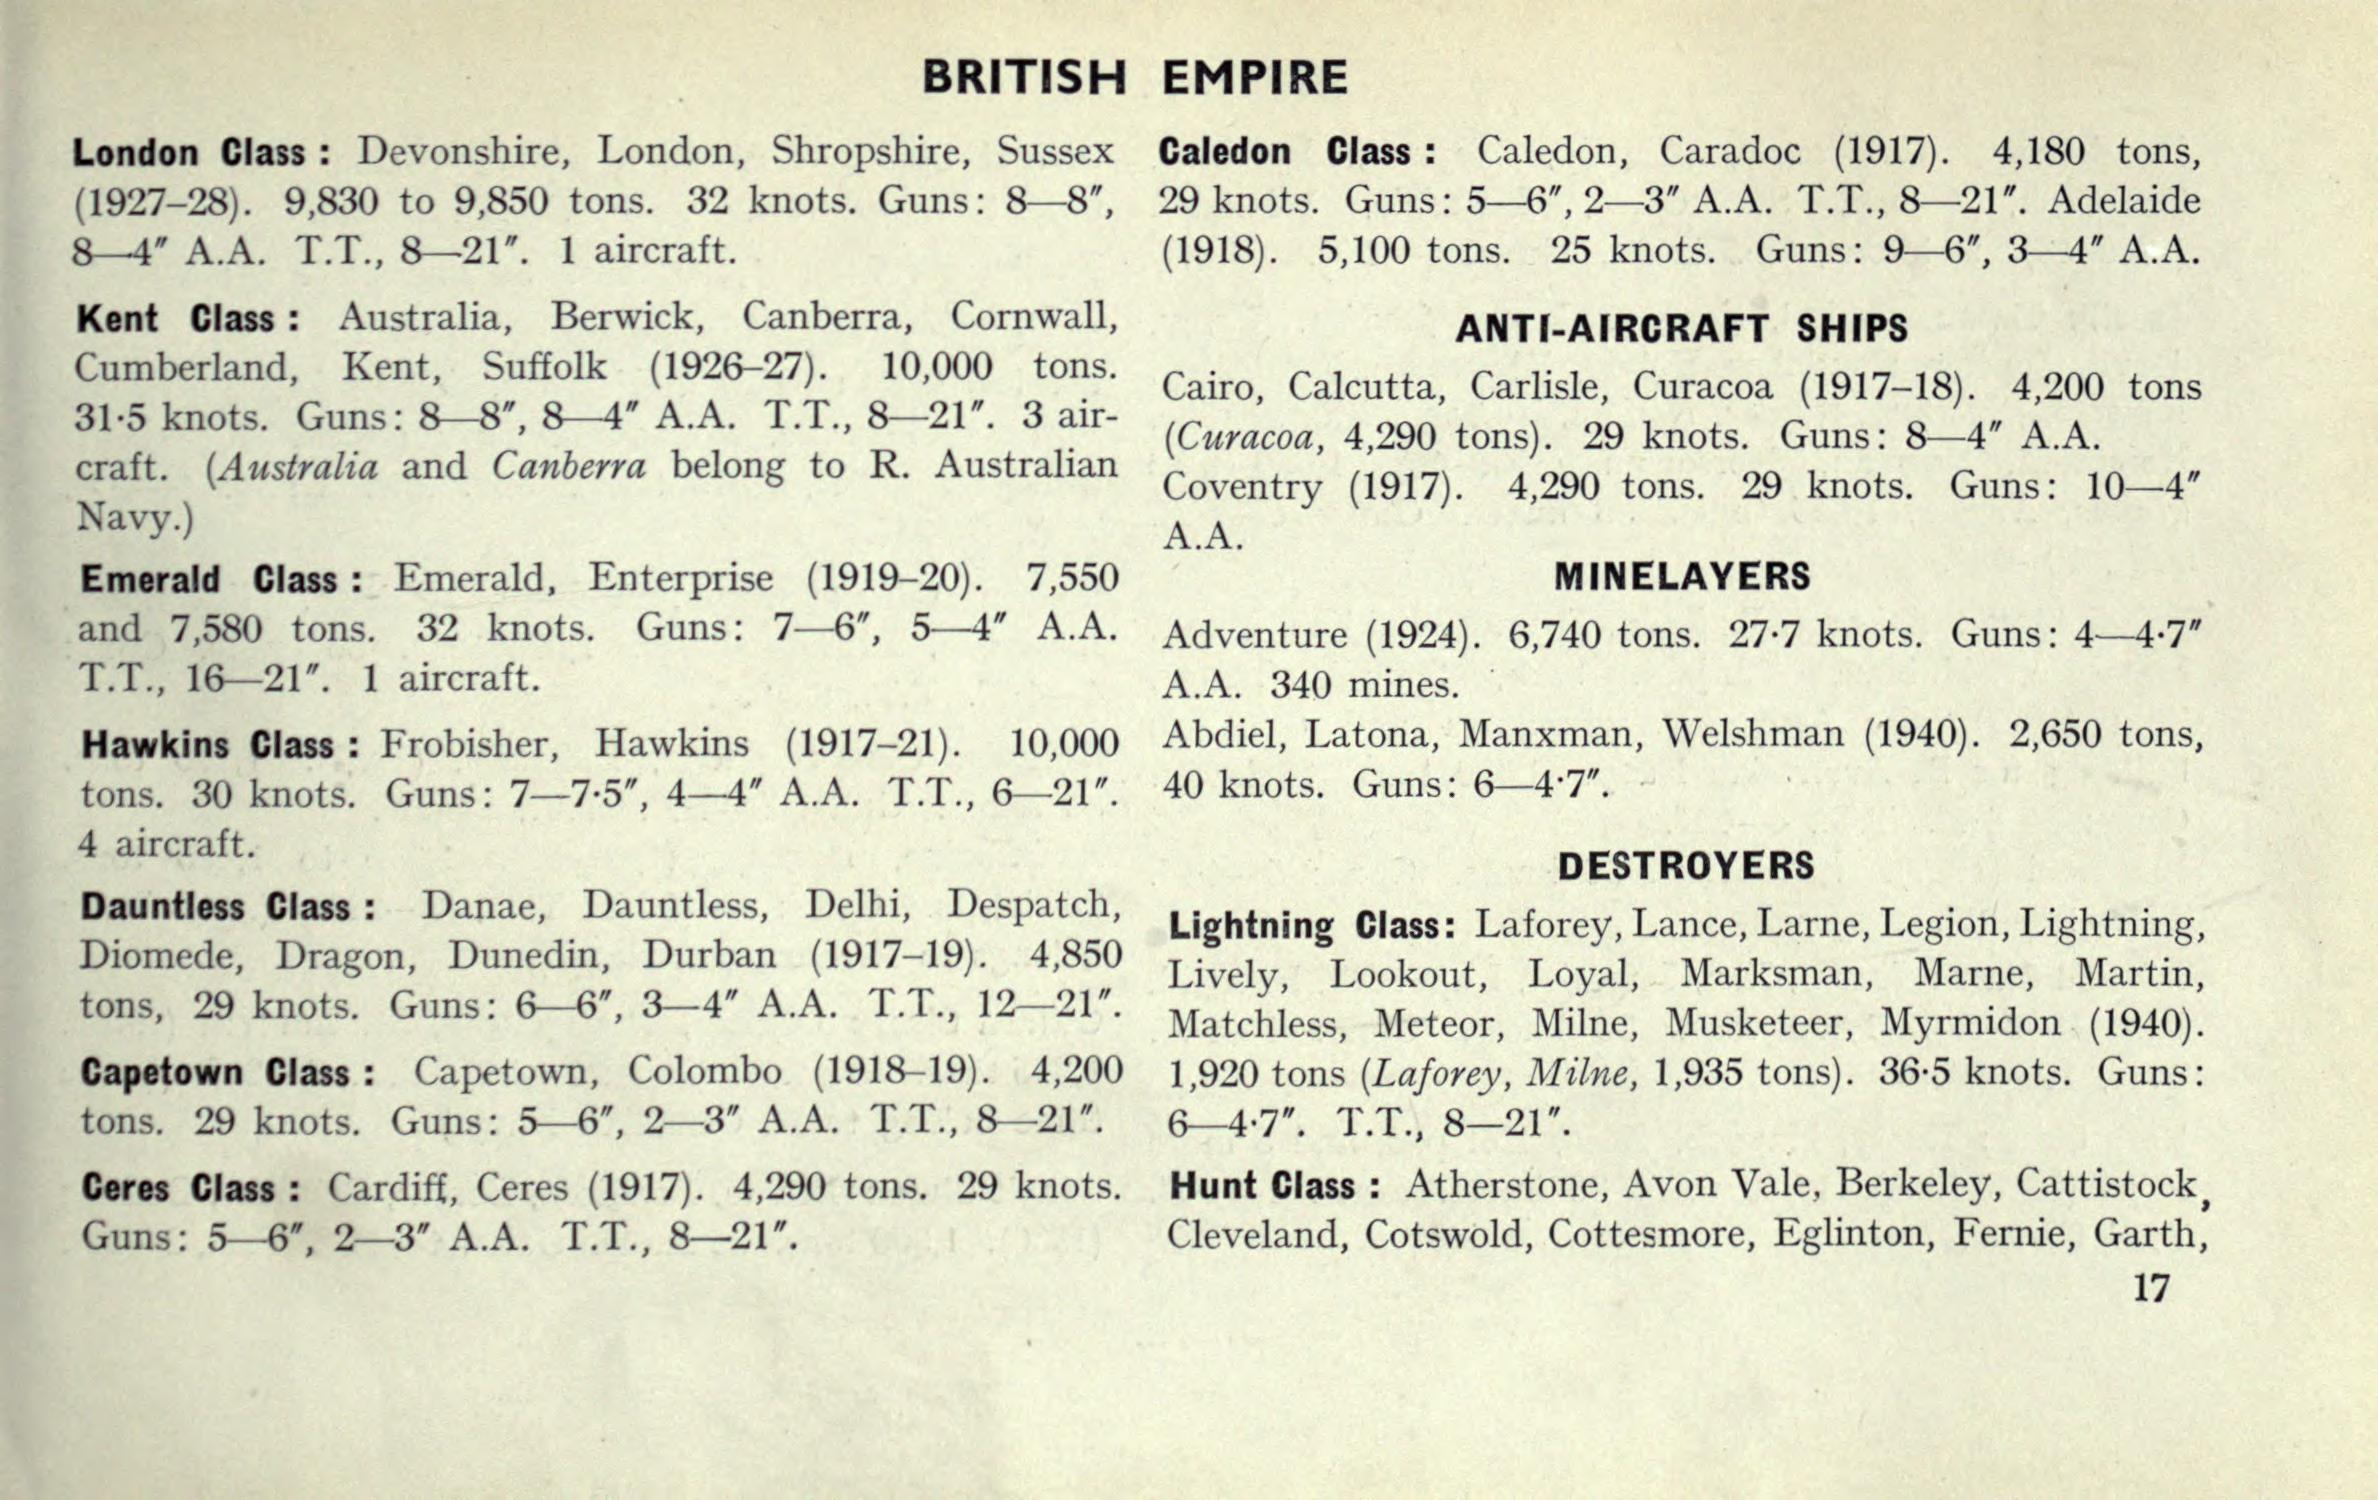 BRITISH EMPIRE
London Class : Devonshire, London, Shropshire, Sussex
(1927–28). 9,830 to 9,850 tons. 32 knots. Guns: 8—8″,
8—4″ A.A. T.T., 8—21″. 1 aircraft.
Kent Class : Australia, Berwick, Canberra, Cornwall,
Cumberland, Kent, Suffolk (1926–27). 10,000 tons.
31·5 knots. Guns: 8—8″, 8—4″ A.A. T.T., 8—21″. 3 air-
craft. (Australia and Canberra belong to R. Australian
Navy.)
Emerald Class : Emerald, Enterprise (1919–20). 7,550
and 7,580 tons. 32 knots. Guns: 7—6″, 5—4″ A.A.
T.T., 16—21″. 1 aircraft.
Hawkins Class : Frobisher, Hawkins (1917–21). 10,000
tons. 30 knots. Guns: 7—7·5″, 4—4″ A.A. T.T., 6—21″.
4 aircraft.
Dauntless Class : Danae, Dauntless, Delhi, Despatch,
Diomede, Dragon, Dunedin, Durban (1917–19). 4,850
tons, 29 knots. Guns: 6—6″, 3—4″ A.A. T.T., 12—21″.
Capetown Class : Capetown, Colombo (1918–19). 4,200
tons. 29 knots. Guns: 5—6″, 2—3″ A.A. T.T., 8—21″.
Ceres Class : Cardiff, Ceres (1917). 4,290 tons. 29 knots.
Guns: 5—6″, 2—3″ A.A. T.T., 8—21″.
Caledon Class : Caledon, Caradoc (1917). 4,180 tons,
29 knots. Guns: 5—6″, 2—3″ A.A. T.T., 8—21″. Adelaide
(1918). 5,100 tons. 25 knots. Guns: 9—6″, 3—4″ A.A.
ANTI-AIRCRAFT SHIPS
Cairo, Calcutta, Carlisle, Curacoa (1917–18). 4,200 tons
(Curacoa, 4,290 tons). 29 knots. Guns: 8—4″ A.A.
Coventry (1917). 4,290 tons. 29 knots. Guns: 10—4″
A.A.
MINELAYERS
Adventure (1924). 6,740 tons. 27·7 knots. Guns: 4—4·7″
A.A. 340 mines.
Abdiel, Latona, Manxman, Welshman (1940). 2,650 tons,
40 knots. Guns: 6—4·7″.
DESTROYERS
Lightning Class: Laforey, Lance, Larne, Legion, Lightning,
Lively, Lookout, Loyal, Marksman, Marne, Martin,
Matchless, Meteor, Milne, Musketeer, Myrmidon (1940).
1,920 tons (Laforey, Milne, 1,935 tons). 36·5 knots. Guns:
6—4·7″. T.T., 8—21″.
Hunt Class : Atherstone, Avon Vale, Berkeley, Cattistock,
Cleveland, Cotswold, Cottesmore, Eglinton, Fernie, Garth,
17